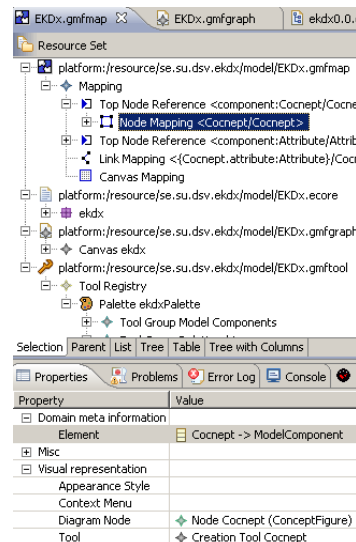 EKDx.gmfmap EKDx.gmfgraph ekdx0.0.
Resource Set
platform:/resource/se.su.dsv.ekdx/model/EKDx.gmfmap
Mapping
Top Node Reference <component:Cocnept/Cocne
Node Mapping <Cocnept/Cocnept>
Top Node Reference <component:Attribute/Attrib
Link Mapping <{Cocnept.attribute:Attribute}/Coc
Canvas Mapping
platform:/resource/se.su.dsv.ekdx/model/EKDx.ecore
ekdx
platform:/resource/se.su.dsv.ekdx/model/EKDx.gmfgraph
Canvas ekdx
platform:/resource/se.su.dsv.ekdx/model/EKDx.gmftool
Tool Registry
Palette ekdxPalette
Tool Group Model Components
Selection Parent List Tree Table Tree with Columns
Properties Problems Error Log Console
Property Value
Domain meta information
Element Cocnept -> ModelComponent
Misc
Visual representation
Appearance Style
Context Menu
Diagram Node Node Cocnept (ConceptFigure)
Tool Creation Tool Cocnept